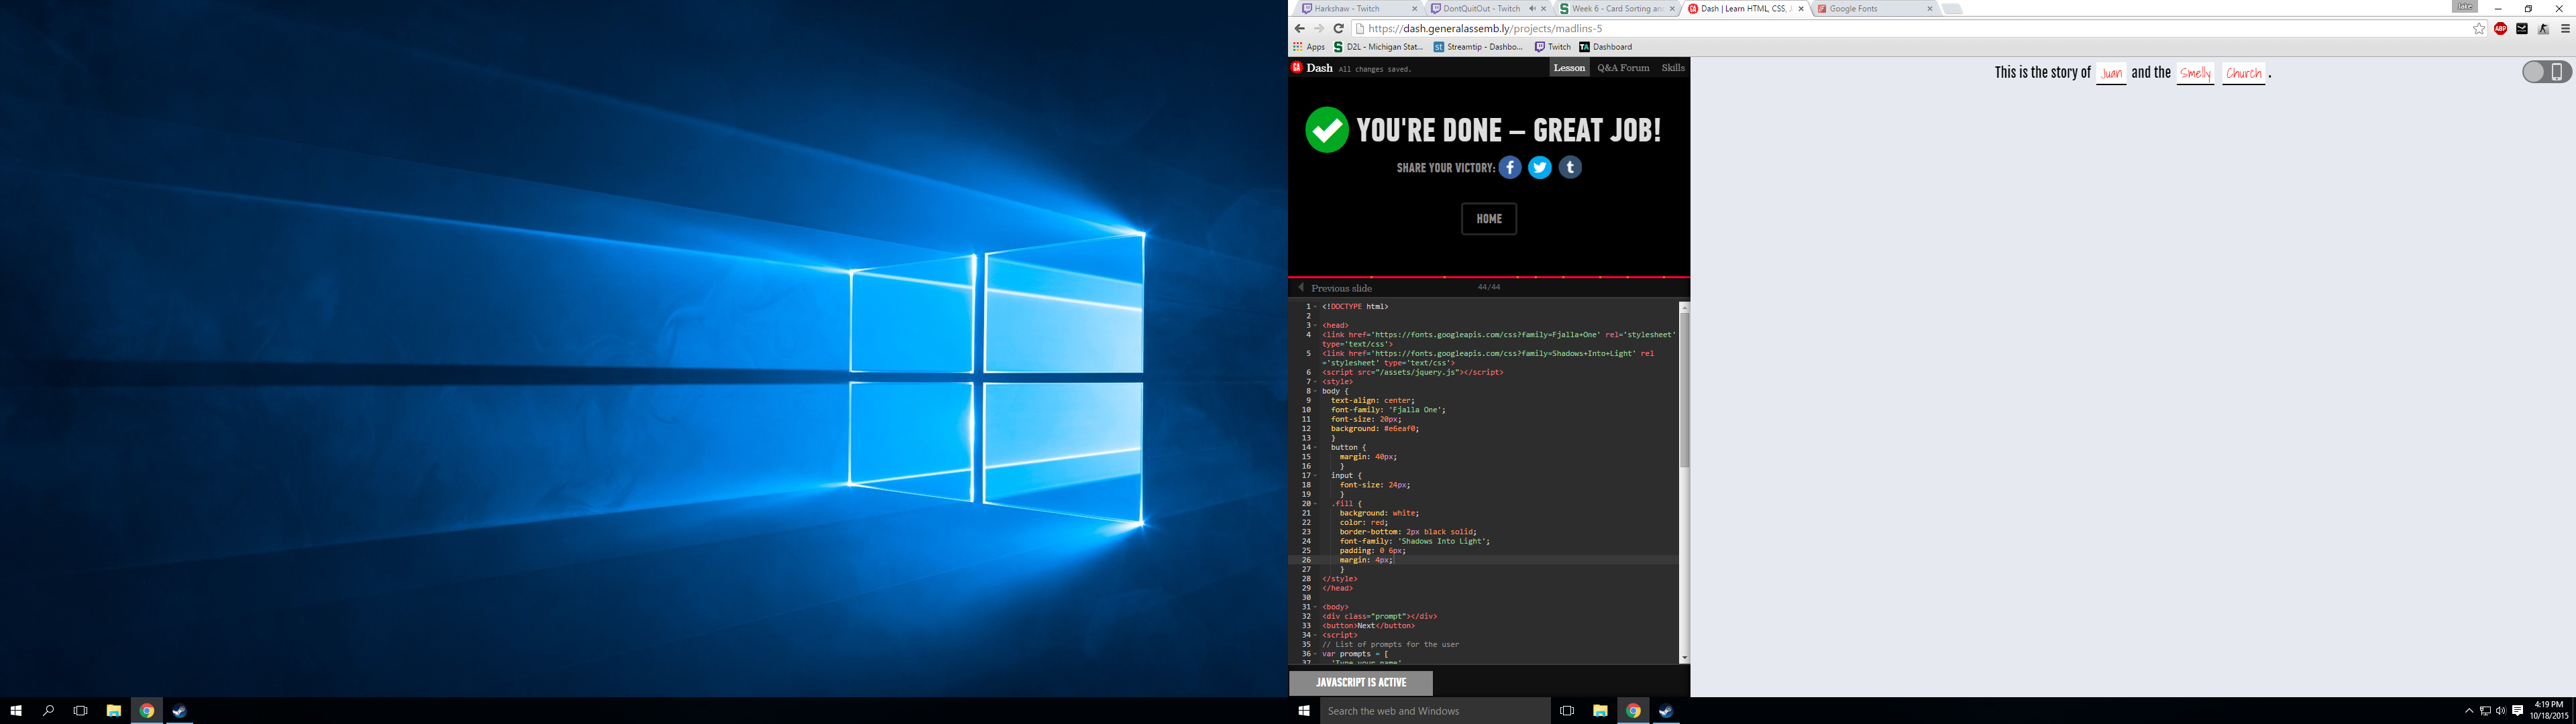 Harkshaw - Twitch
DontQuitOut - Twitch
Week 6 - Card Sorting an
Dash | Learn HTML, CSS, J
Google Fonts
Jake
https://dash.generalassemb.ly/projects/madlins-5
ABP
Apps
D2L - Michigan Stat...
st Streamtip - Dashbo...
Twitch
TA Dashboard
GA Dash All changes saved.
Lesson Q&A Forum Skills
This is the story of Juan and the Smelly Church .
YOU'RE DONE – GREAT JOB!
SHARE YOUR VICTORY:
HOME
Previous slide
44/44
1 <!DOCTYPE html>
2
3 <head>
4 <link href='https://fonts.googleapis.com/css?family=Fjalla+One' rel='stylesheet'
type='text/css'>
5 <link href='https://fonts.googleapis.com/css?family=Shadows+Into+Light' rel
='stylesheet' type='text/css'>
6 <script src="/assets/jquery.js"></script>
7 <style>
8 body {
9 text-align: center;
10 font-family: 'Fjalla One';
11 font-size: 20px;
12 background: #e6eaf0;
13 }
14 button {
15 margin: 40px;
16 }
17 input {
18 font-size: 24px;
19 }
20 .fill {
21 background: white;
22 color: red;
23 border-bottom: 2px black solid;
24 font-family: 'Shadows Into Light';
25 padding: 0 6px;
26 margin: 4px;
27 }
28 </style>
29 </head>
30
31 <body>
32 <div class="prompt"></div>
33 <button>Next</button>
34 <script>
35 // List of prompts for the user
36 var prompts = [
37 'Type your name'
JAVASCRIPT IS ACTIVE
Search the web and Windows
4:19 PM
10/18/2015